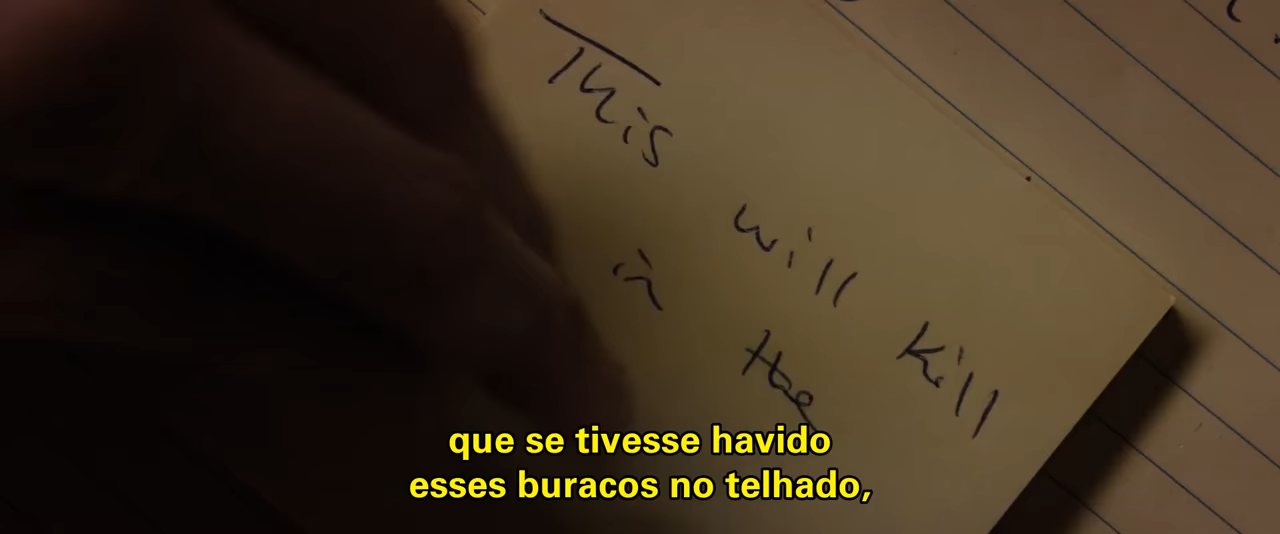 This will kill
in the
que se tivesse havido
esses buracos no telhado,